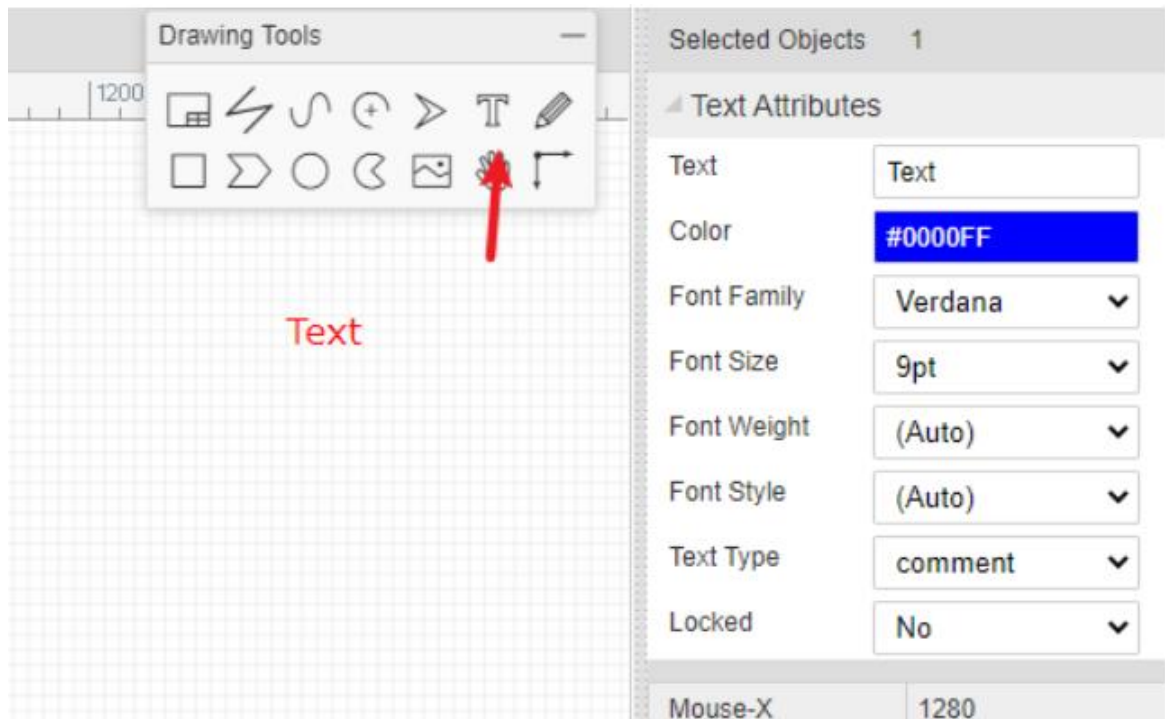 Drawing Tools
1200
Text
Selected Objects 1
Text Attributes
Text Text
Color #0000FF
Font Family Verdana
Font Size 9pt
Font Weight (Auto)
Font Style (Auto)
Text Type comment
Locked No
Mouse-X 1280